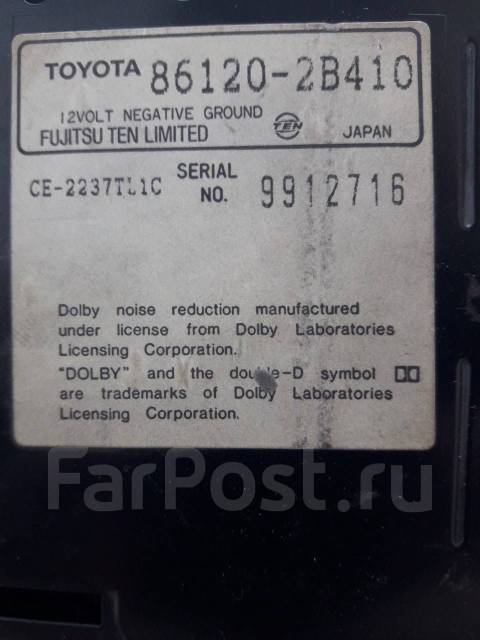 TOYOTA 86120-2B410
12VOLT NEGATIVE GROUND
FUJITSU TEN LIMITED TEN JAPAN
CE-2237TL1C SERIAL NO. 9912716
Dolby noise reduction manufactured
under license from Dolby Laboratories
Licensing Corporation.
“DOLBY” and the double-D symbol
are trademarks of Dolby Laboratories
Licensing Corporation.
FarPost.ru